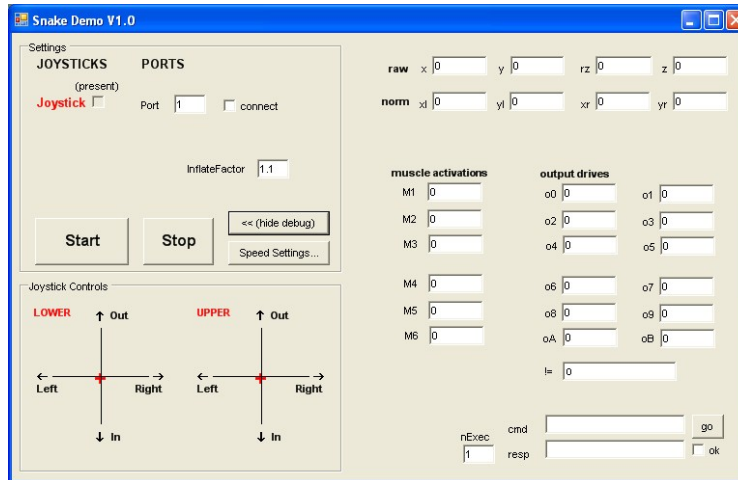 Snake Demo V1.0
Settings
JOYSTICKS PORTS
(present)
Joystick Port 1 connect
InflateFactor 1.1
Start Stop << (hide debug)
Speed Settings...
Joystick Controls
LOWER Out UPPER Out
Left Right Left Right
In In
raw x 0 y 0 rz 0 z 0
norm xl 0 yl 0 xr 0 yr 0
muscle activations output drives
M1 0 o0 0 o1 0
M2 0 o2 0 o3 0
M3 0 o4 0 o5 0
M4 0 o6 0 o7 0
M5 0 o8 0 o9 0
M6 0 oA 0 oB 0
!= 0
cmd go
nExec
1 resp ok